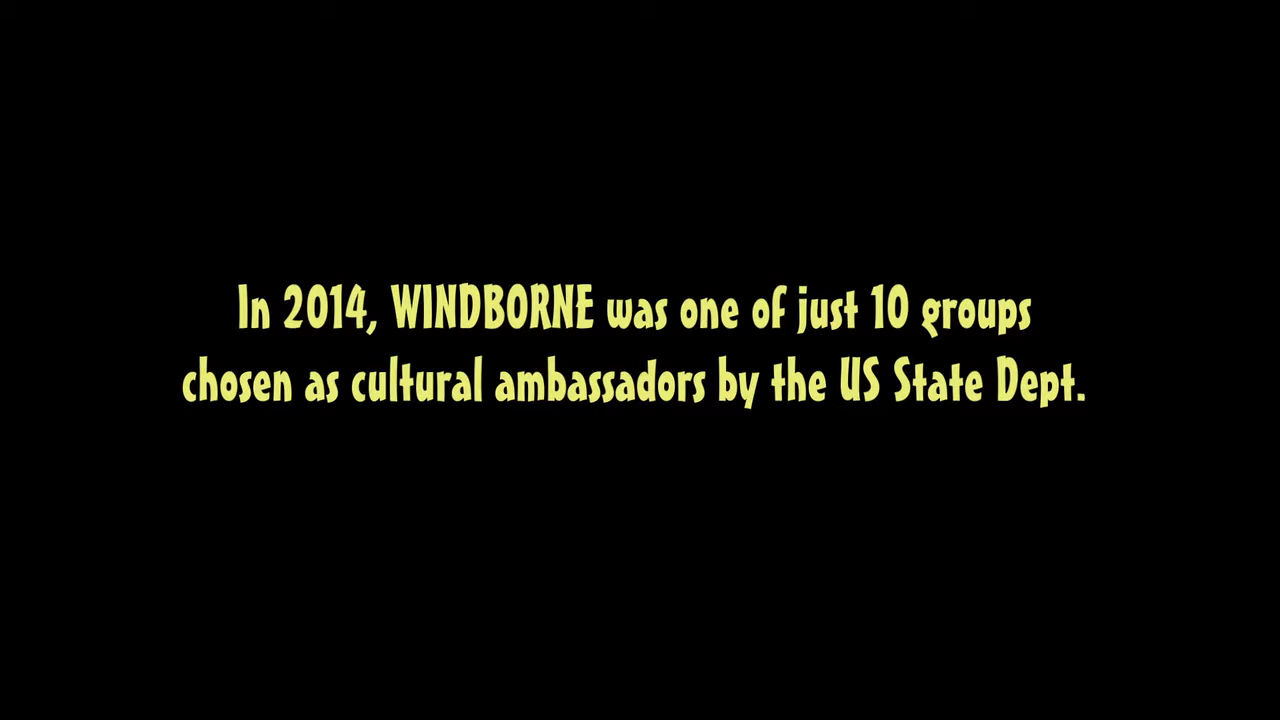 In 2014, WINDBORNE was one of just 10 groups
chosen as cultural ambassadors by the US State Dept.